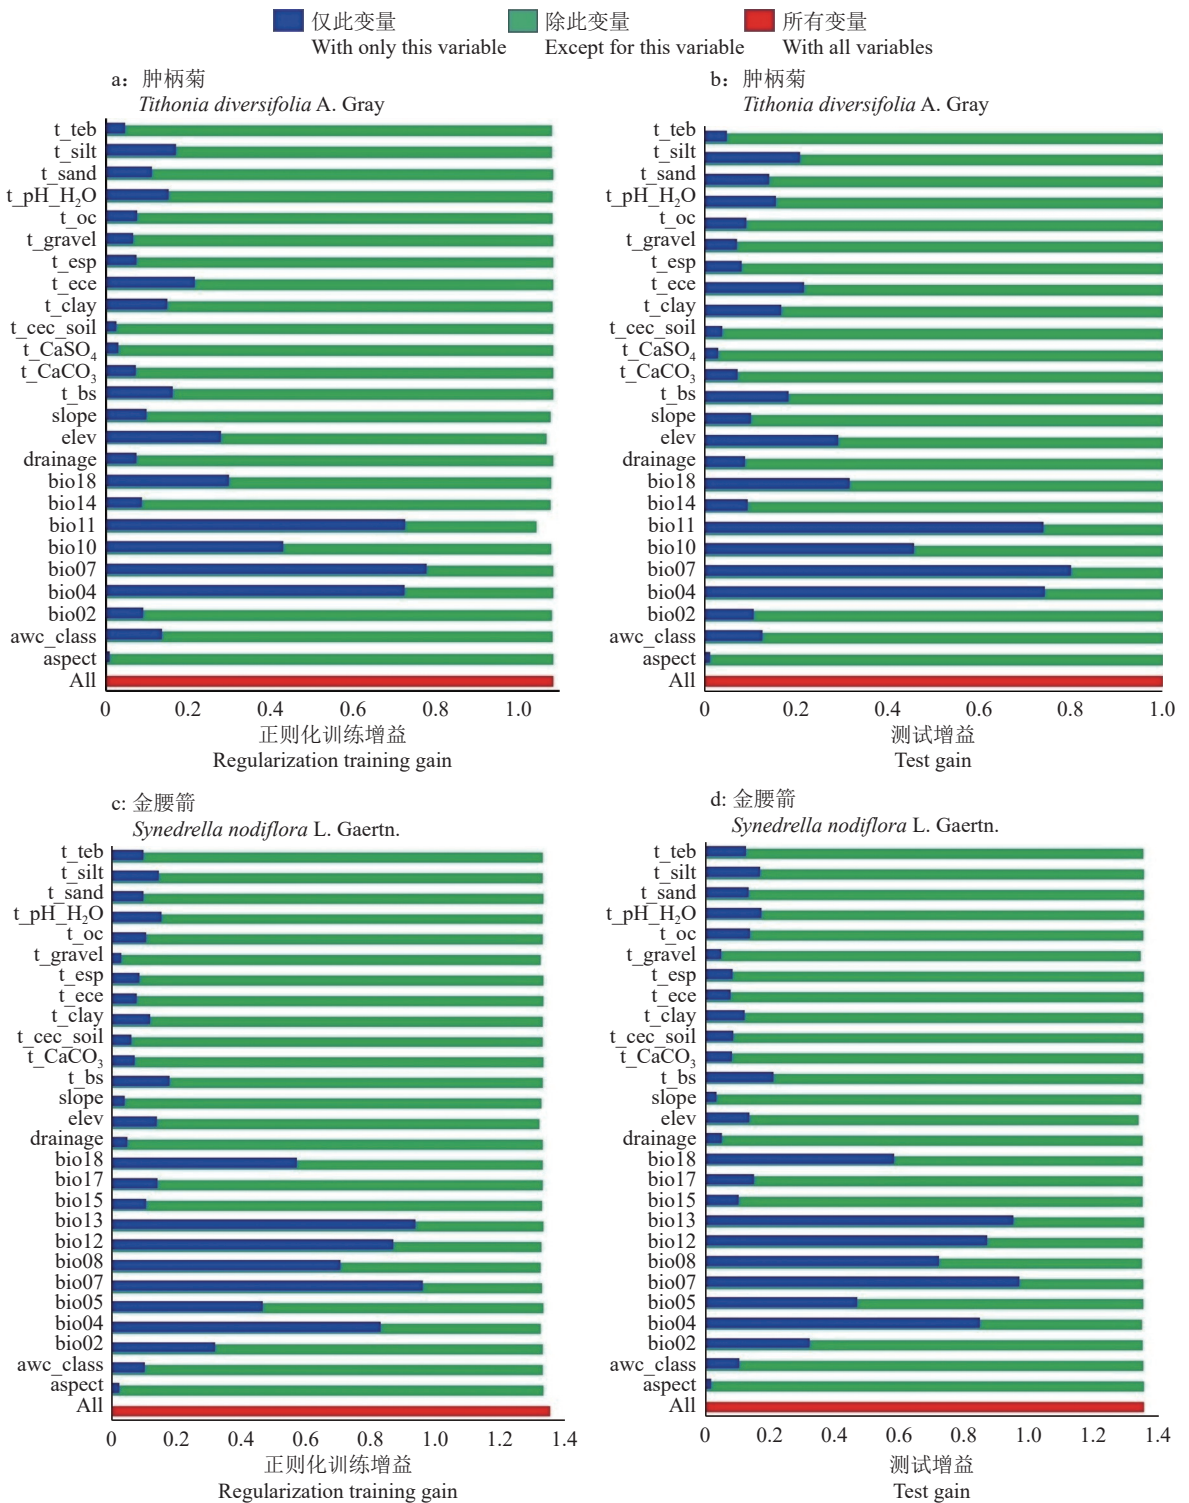 仅此变量 除此变量 所有变量
With only this variable Except for this variable With all variables
a：肿柄菊
Tithonia diversifolia A. Gray
t_teb
t_silt
t_sand
t_pH_H₂O
t_oc
t_gravel
t_esp
t_ece
t_clay
t_cec_soil
t_CaSO₄
t_CaCO₃
t_bs
slope
elev
drainage
bio18
bio14
bio11
bio10
bio07
bio04
bio02
awc_class
aspect
All
0 0.2 0.4 0.6 0.8 1.0
正则化训练增益
Regularization training gain
b：肿柄菊
Tithonia diversifolia A. Gray
t_teb
t_silt
t_sand
t_pH_H₂O
t_oc
t_gravel
t_esp
t_ece
t_clay
t_cec_soil
t_CaSO₄
t_CaCO₃
t_bs
slope
elev
drainage
bio18
bio14
bio11
bio10
bio07
bio04
bio02
awc_class
aspect
All
0 0.2 0.4 0.6 0.8 1.0
测试增益
Test gain
c: 金腰箭
Synedrella nodiflora L. Gaertn.
t_teb
t_silt
t_sand
t_pH_H₂O
t_oc
t_gravel
t_esp
t_ece
t_clay
t_cec_soil
t_CaCO₃
t_bs
slope
elev
drainage
bio18
bio17
bio15
bio13
bio12
bio08
bio07
bio05
bio04
bio02
awc_class
aspect
All
0 0.2 0.4 0.6 0.8 1.0 1.2 1.4
正则化训练增益
Regularization training gain
d: 金腰箭
Synedrella nodiflora L. Gaertn.
t_teb
t_silt
t_sand
t_pH_H₂O
t_oc
t_gravel
t_esp
t_ece
t_clay
t_cec_soil
t_CaCO₃
t_bs
slope
elev
drainage
bio18
bio17
bio15
bio13
bio12
bio08
bio07
bio05
bio04
bio02
awc_class
aspect
All
0 0.2 0.4 0.6 0.8 1.0 1.2 1.4
测试增益
Test gain